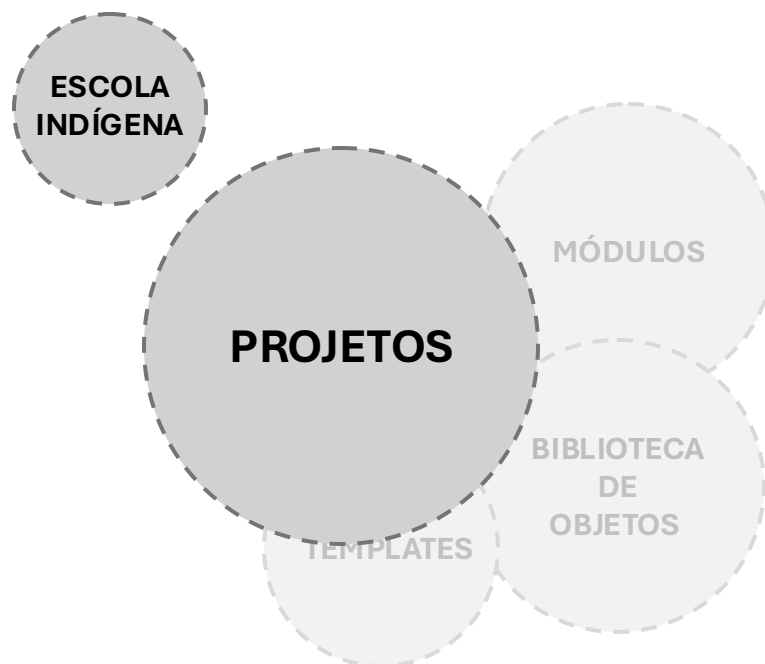 ESCOLA
INDÍGENA
MÓDULOS
PROJETOS
BIBLIOTECA
DE
OBJETOS
TEMPLATES